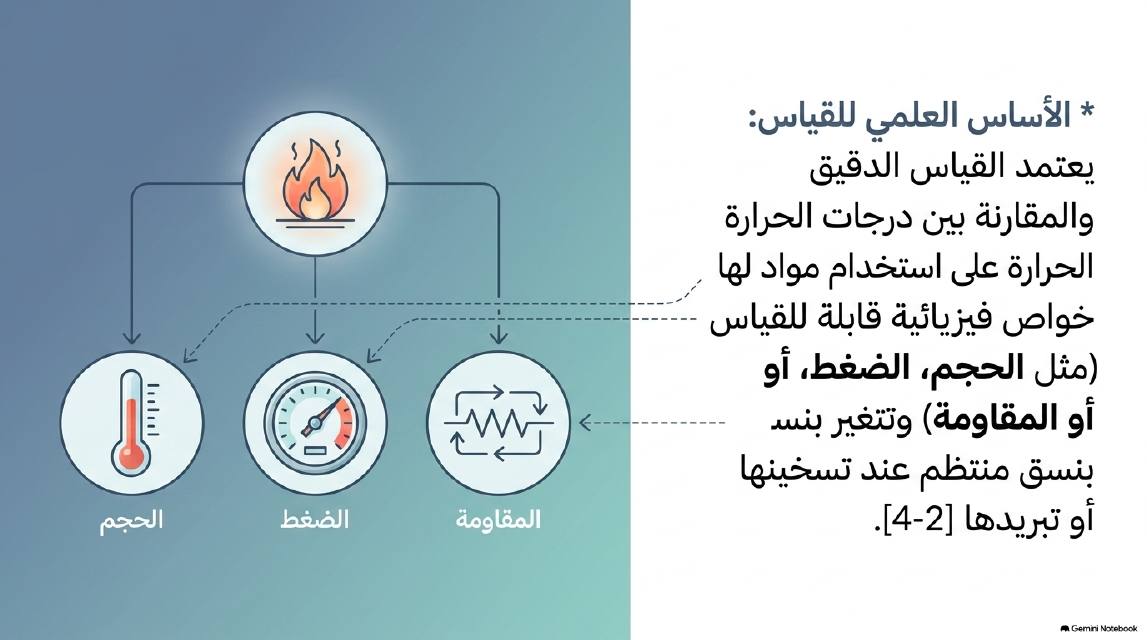 * الأساس العلمي للقياس:
يعتمد القياس الدقيق
والمقارنة بين درجات الحرارة
الحرارة على استخدام مواد لها
خواص فيزيائية قابلة للقياس
(مثل الحجم، الضغط، أو
أو المقاومة) وتتغير بنسـ
بنسق منتظم عند تسخينها
أو تبريدها [2-4].
الحجم
الضغط
المقاومة
Gemini Notebook